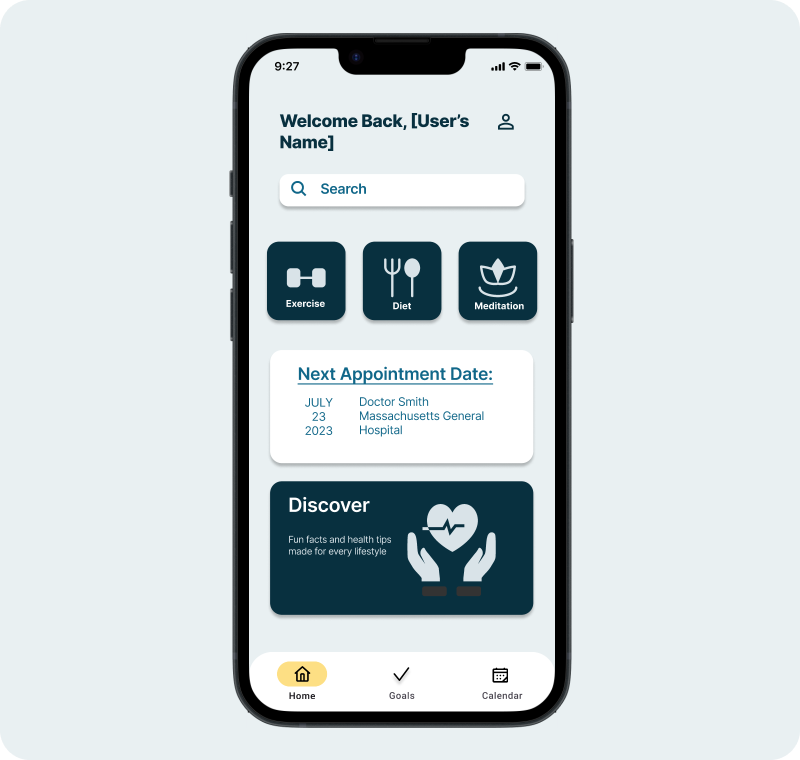 9:27
Welcome Back, [User's
Name]
Search
Exercise
Diet
Meditation
Next Appointment Date:
JULY
23
2023
Doctor Smith
Massachusetts General
Hospital
Discover
Fun facts and health tips
made for every lifestyle
Home
Goals
Calendar